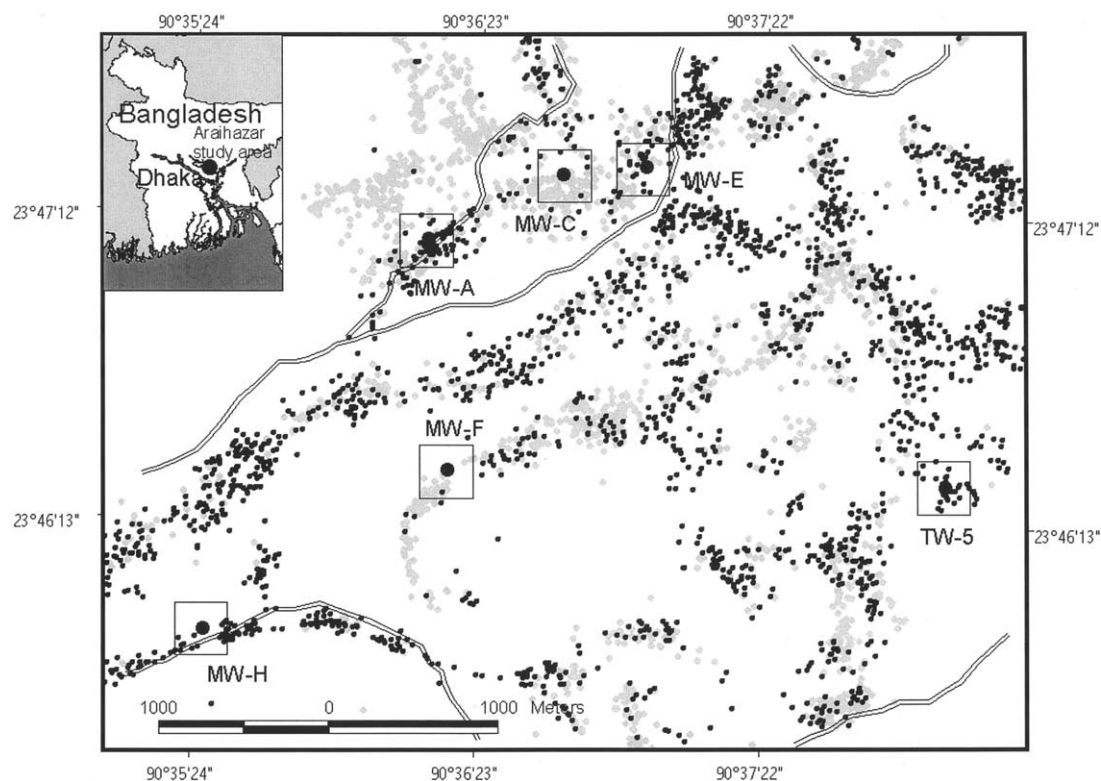 90°35'24"
90°36'23"
90°37'22"
Bangladesh
Araihazar
study area
Dhaka
23°47'12"
23°47'12"
MW-E
MW-C
MW-A
MW-F
23°46'13"
23°46'13"
TW-5
MW-H
1000 0 1000 Meters
90°35'24"
90°36'23"
90°37'22"